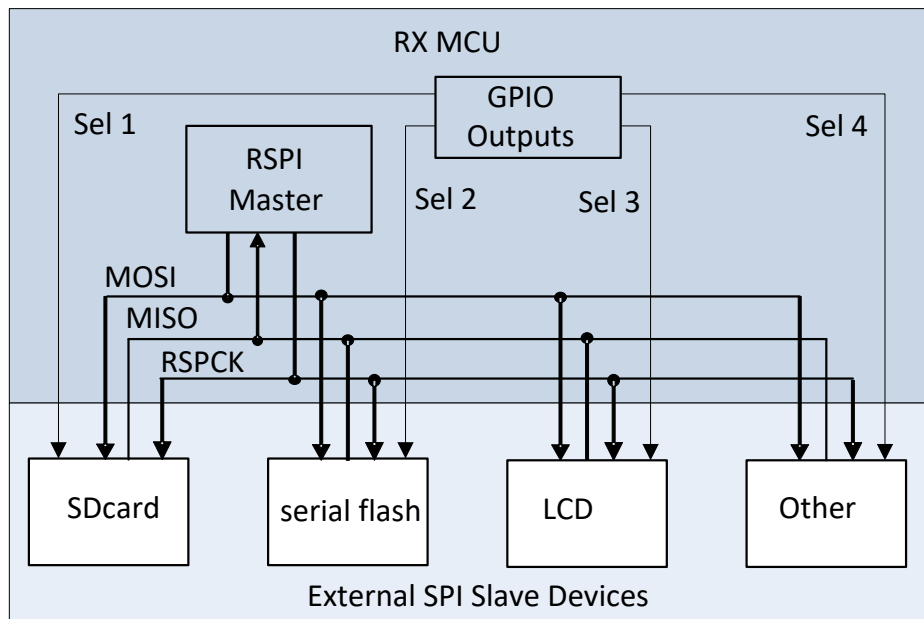 RX MCU
GPIO
Outputs
Sel 1
Sel 4
RSPI
Master
Sel 2
Sel 3
MOSI
MISO
RSPCK
SDcard
serial flash
LCD
Other
External SPI Slave Devices